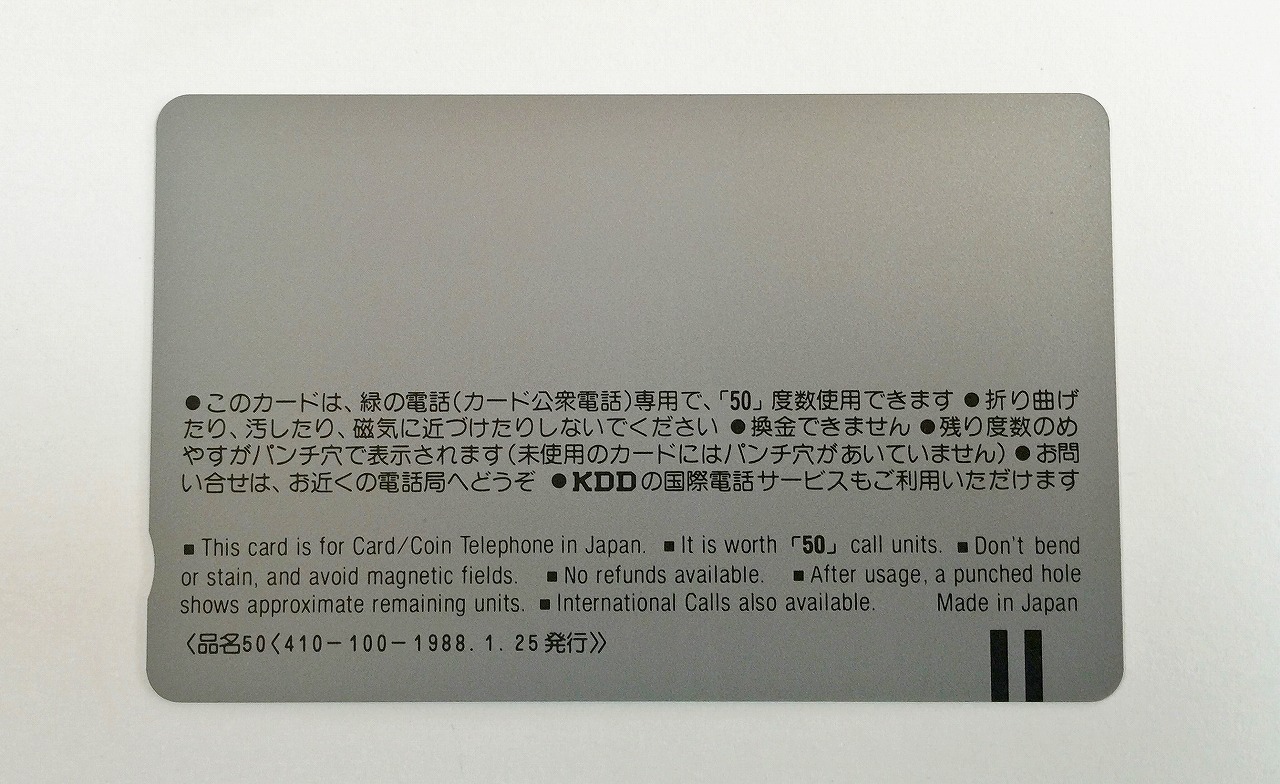 ●このカードは、緑の電話(カード公衆電話)専用で、「50」度数使用できます ●折り曲げ
たり、汚したり、磁気に近づけたりしないでください ●換金できません ●残り度数のめ
やすがパンチ穴で表示されます(未使用のカードにはパンチ穴があいていません) ●お問
い合せは、お近くの電話局へどうぞ ●KDDの国際電話サービスもご利用いただけます
■This card is for Card/Coin Telephone in Japan. ■It is worth 「50」 call units. ■Don't bend
or stain, and avoid magnetic fields. ■No refunds available. ■After usage, a punched hole
shows approximate remaining units. ■International Calls also available. Made in Japan
〈品名50〈410-100-1988.1.25発行〉〉